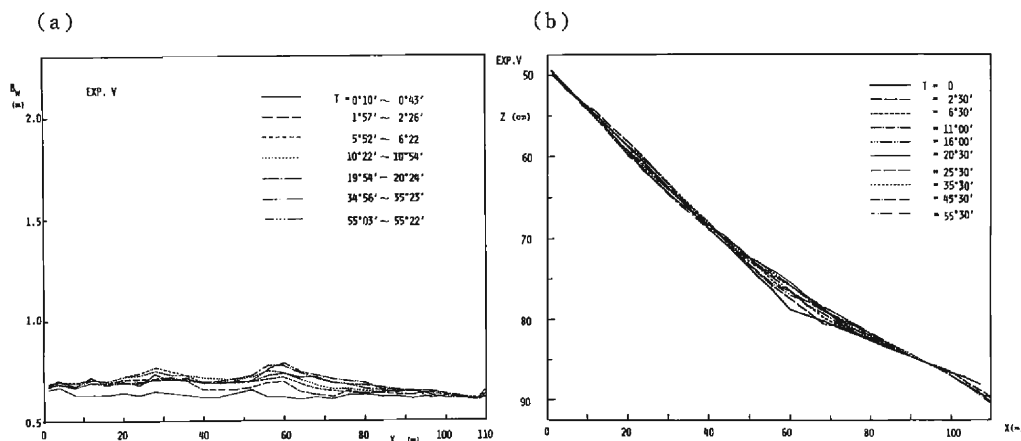 (a)
(b)
B_W
(m)
EXP. V
T = 0°10' ~ 0°43'
1°57' ~ 2°26'
5°52' ~ 6°22
10°22' ~ 10°54'
19°54' ~ 20°24'
34°56' ~ 35°23'
55°03' ~ 55°22'
2.0
1.5
1.0
0.5
0 20 40 60 80 100 110
X (m)
EXP.V
Z (cm)
50
60
70
80
90
T = 0
= 2°30'
= 6°30'
= 11°00'
= 16°00'
= 20°30'
= 25°30'
= 35°30'
= 45°30'
= 55°30'
0 20 40 60 80 100
X(m